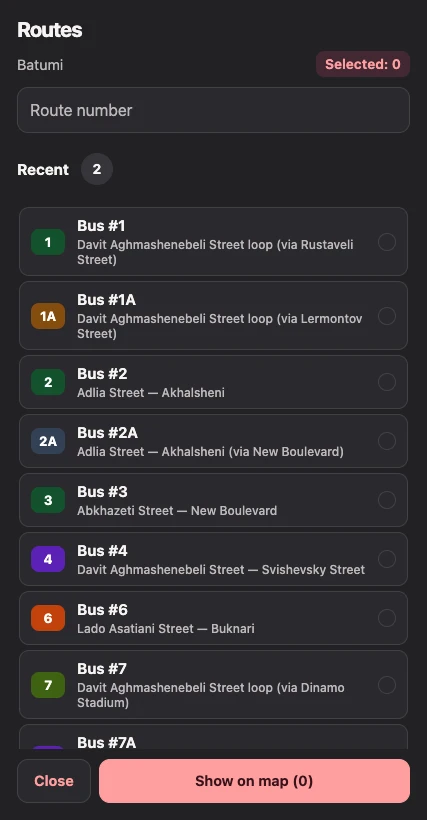 Routes
Batumi
Selected: 0
Route number
Recent 2
1
Bus #1
Davit Aghmashenebeli Street loop (via Rustaveli
Street)
1A
Bus #1A
Davit Aghmashenebeli Street loop (via Lermontov
Street)
2
Bus #2
Adlia Street — Akhalsheni
2A
Bus #2A
Adlia Street — Akhalsheni (via New Boulevard)
3
Bus #3
Abkhazeti Street — New Boulevard
4
Bus #4
Davit Aghmashenebeli Street — Svishevsky Street
6
Bus #6
Lado Asatiani Street — Buknari
7
Bus #7
Davit Aghmashenebeli Street loop (via Dinamo
Stadium)
Bus #7A
Close
Show on map (0)